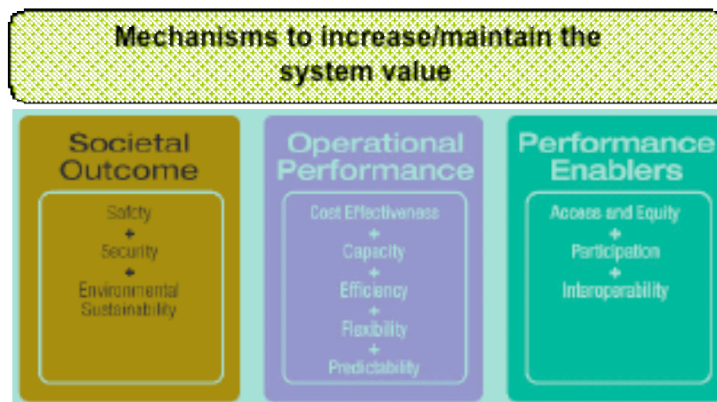 Mechanisms to increase/maintain the
system value
Societal
Outcome
Safety
+
Security
+
Environmental
Sustainability
Operational
Performance
Cost Effectiveness
+
Capacity
+
Efficiency
+
Flexibility
+
Predictability
Performance
Enablers
Access and Equity
+
Participation
+
Interoperability